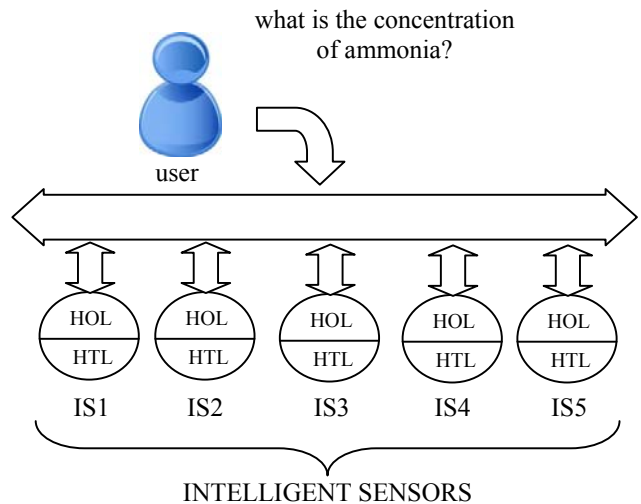 what is the concentration
of ammonia?
user
HOL HOL HOL HOL HOL
HTL HTL HTL HTL HTL
IS1 IS2 IS3 IS4 IS5
INTELLIGENT SENSORS